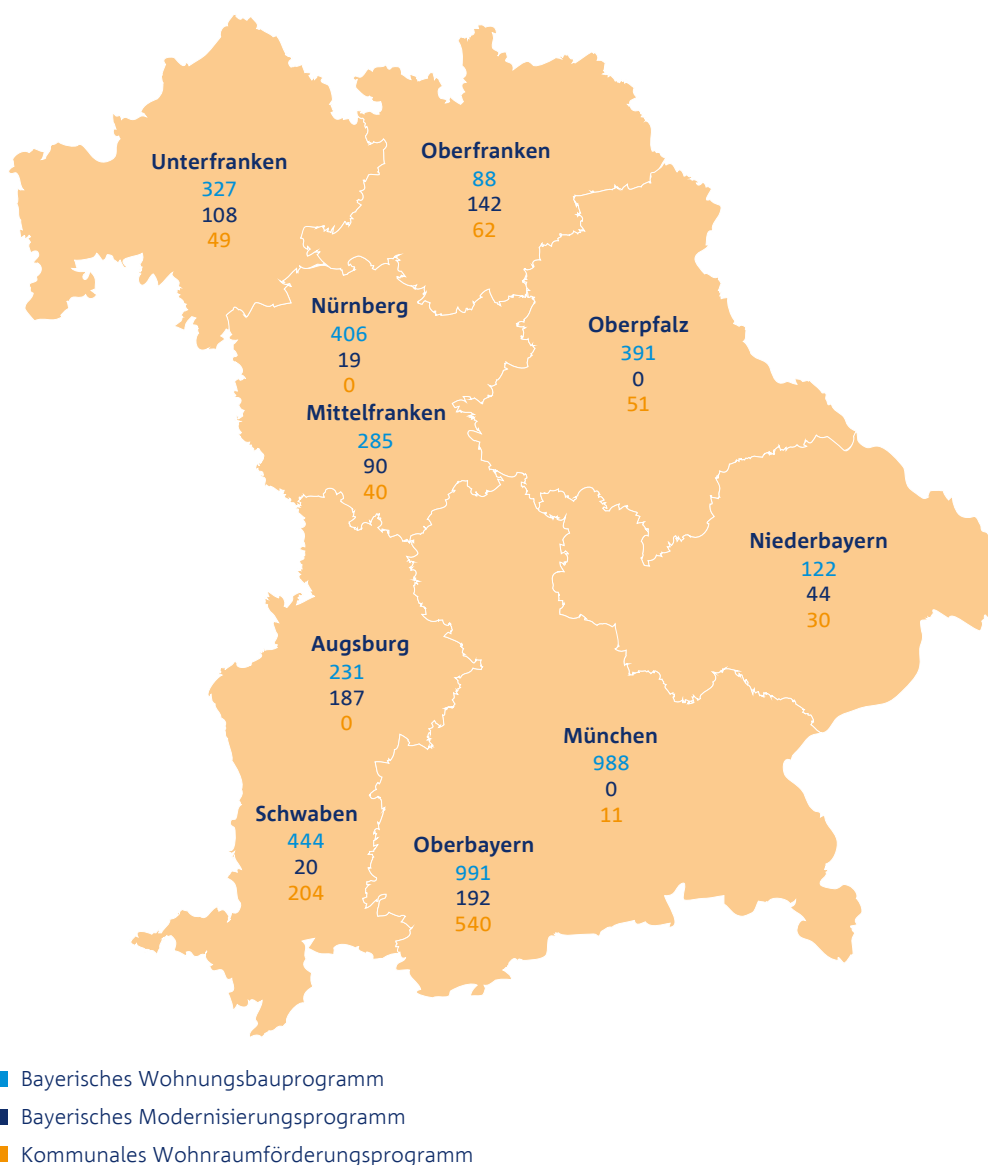 Unterfranken
327
108
49
Oberfranken
88
142
62
Nürnberg
406
19
0
Oberpfalz
391
0
51
Mittelfranken
285
90
40
Niederbayern
122
44
30
Augsburg
231
187
0
München
988
0
11
Schwaben
444
20
204
Oberbayern
991
192
540
Bayerisches Wohnungsbauprogramm
Bayerisches Modernisierungsprogramm
Kommunales Wohnraumförderungsprogramm